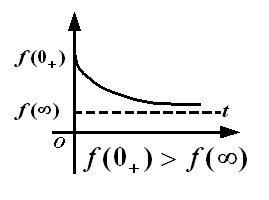 f(0₊)
f(∞)
t
o
f(0₊) > f(∞)